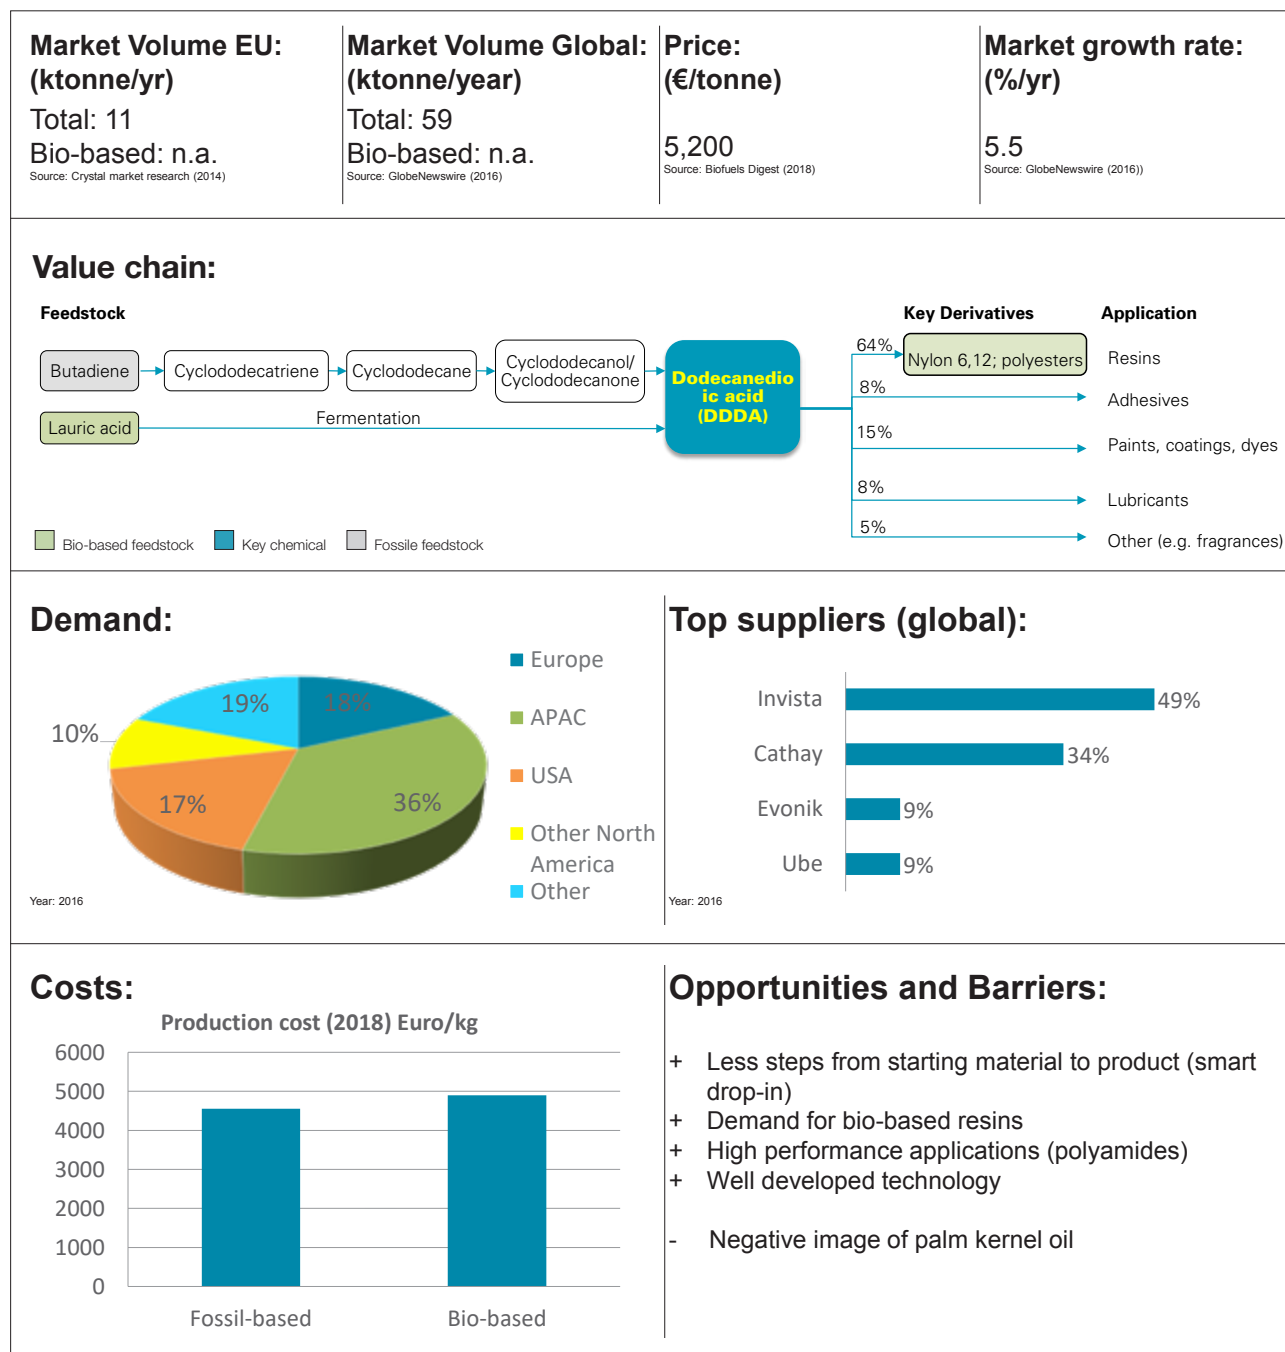 Market Volume EU:
(ktonne/yr)
Total: 11
Bio-based: n.a.
Source: Crystal market research (2014)
Market Volume Global:
(ktonne/year)
Total: 59
Bio-based: n.a.
Source: GlobeNewswire (2016)
Price:
(€/tonne)
5,200
Source: Biofuels Digest (2018)
Market growth rate:
(%/yr)
5.5
Source: GlobeNewswire (2016))
Value chain:
Feedstock
Key Derivatives
Application
Butadiene
Cyclododecatriene
Cyclododecane
Cyclododecanol/
Cyclododecanone
Lauric acid
Fermentation
Dodecanedio
ic acid
(DDDA)
64%
Nylon 6,12; polyesters
Resins
8%
Adhesives
15%
Paints, coatings, dyes
8%
Lubricants
5%
Other (e.g. fragrances)
Bio-based feedstock
Key chemical
Fossile feedstock
Demand:
19%
18%
10%
17%
36%
Europe
APAC
USA
Other North
America
Other
Year: 2016
Top suppliers (global):
Invista
49%
Cathay
34%
Evonik
9%
Ube
9%
Year: 2016
Costs:
Production cost (2018) Euro/kg
6000
5000
4000
3000
2000
1000
0
Fossil-based
Bio-based
Opportunities and Barriers:
+ Less steps from starting material to product (smart
drop-in)
+ Demand for bio-based resins
+ High performance applications (polyamides)
+ Well developed technology
- Negative image of palm kernel oil